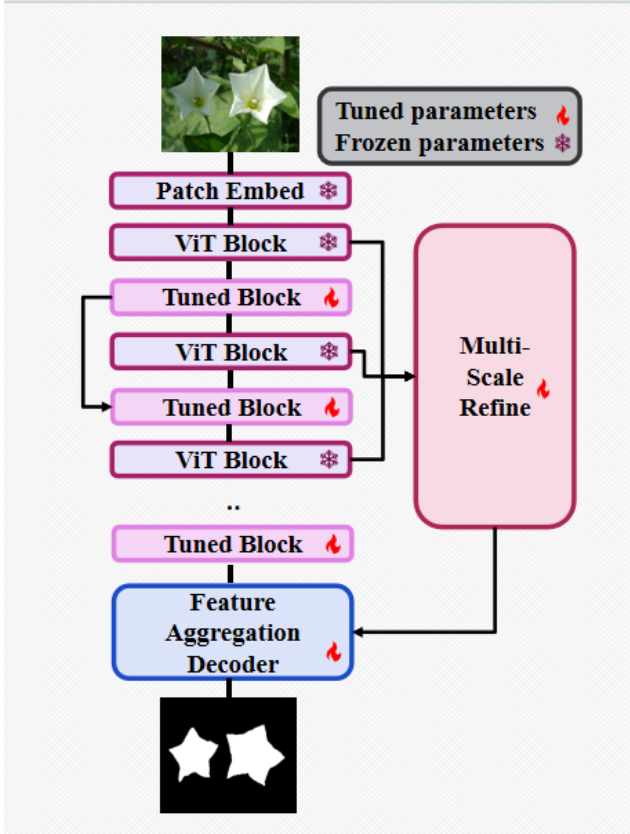 Tuned parameters
Frozen parameters
Patch Embed
ViT Block
Tuned Block
ViT Block
Tuned Block
ViT Block
..
Tuned Block
Multi-
Scale
Refine
Feature
Aggregation
Decoder